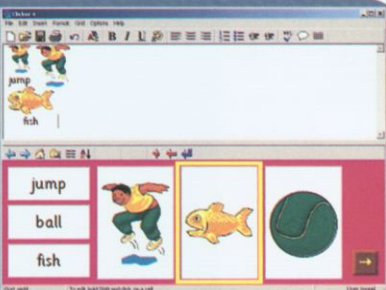 Clicker 4
File Edit Insert Format Grid Options Help
B I U
jump
fish
jump
ball
fish